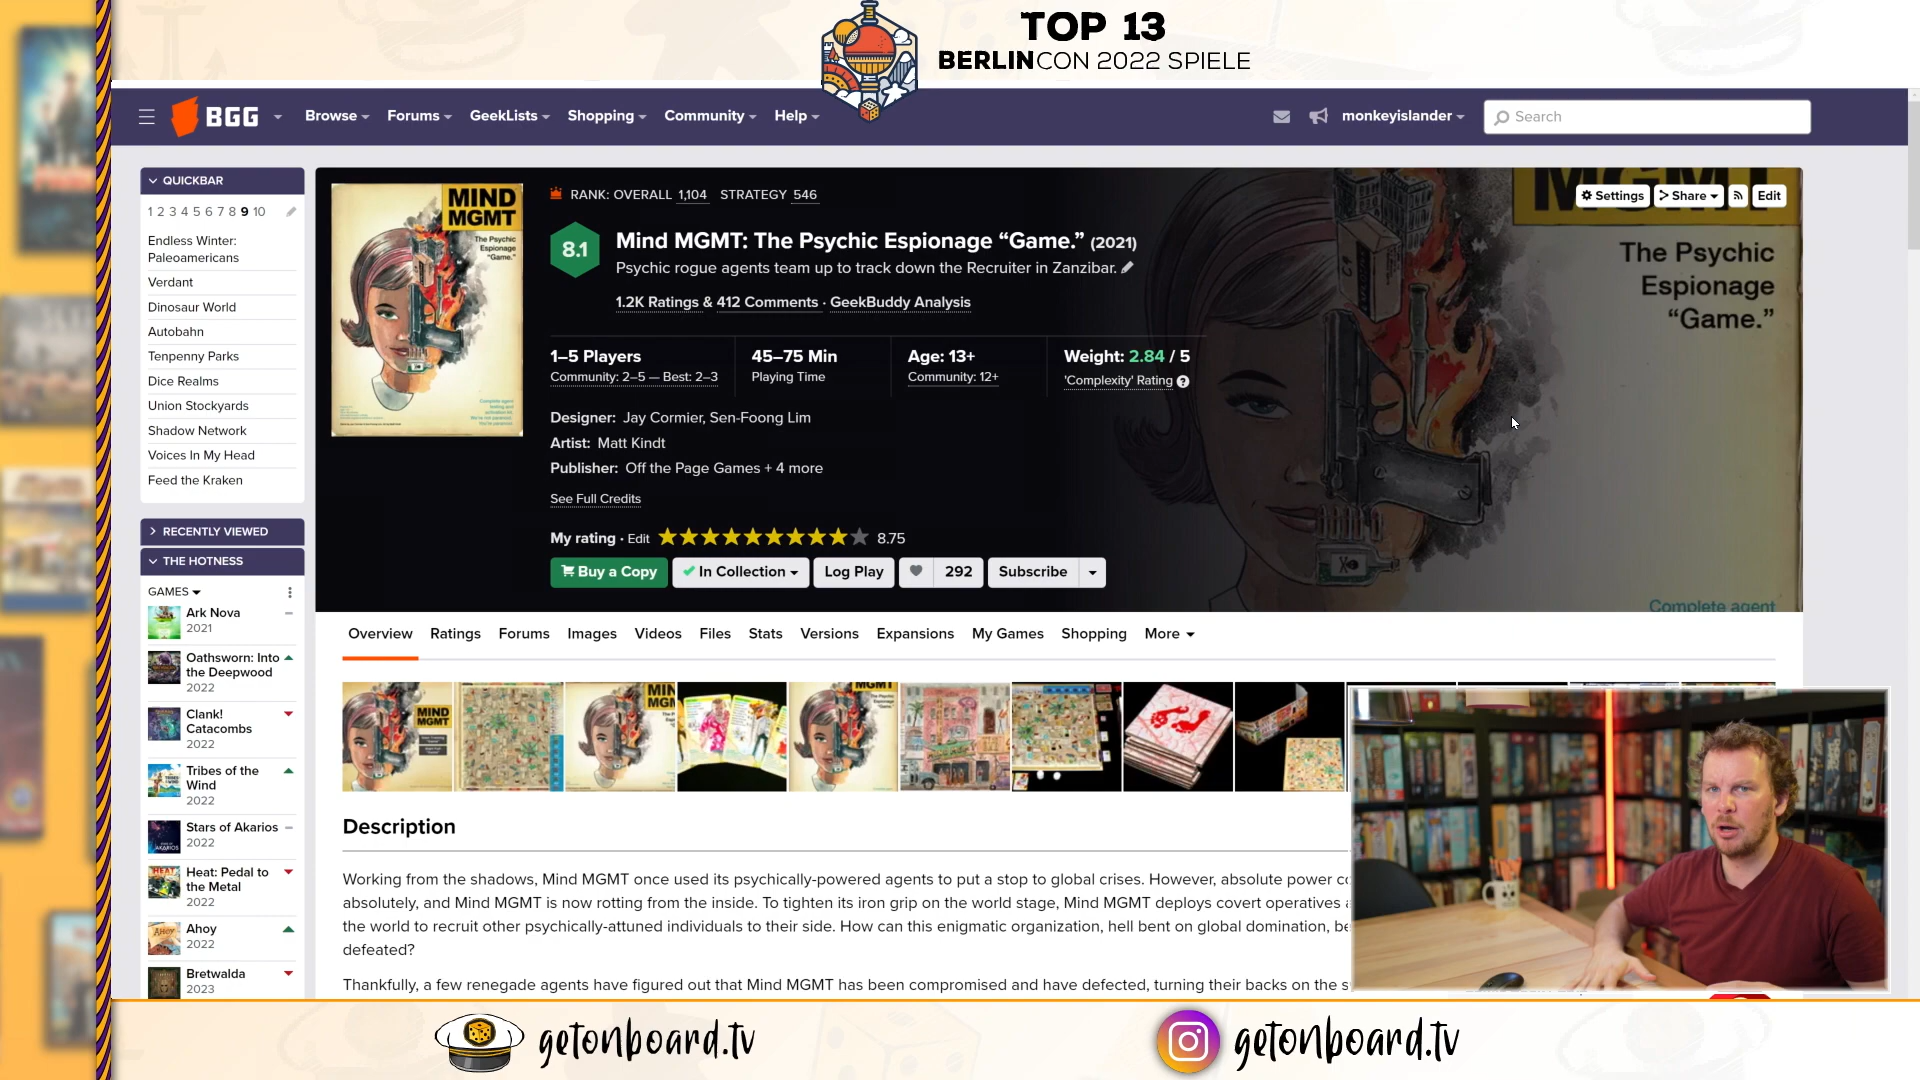 TOP 13
BERLINCON 2022 SPIELE
BGG
Browse
Forums
GeekLists
Shopping
Community
Help
monkeyislander
Search
QUICKBAR
1 2 3 4 5 6 7 8 9 10
Endless Winter:
Paleoamericans
Verdant
Dinosaur World
Autobahn
Tenpenny Parks
Dice Realms
Union Stockyards
Shadow Network
Voices In My Head
Feed the Kraken
RECENTLY VIEWED
THE HOTNESS
GAMES
Ark Nova
2021
Oathsworn: Into
the Deepwood
2022
Clank!
Catacombs
2022
Tribes of the
Wind
2022
Stars of Akarios
2022
Heat: Pedal to
the Metal
2022
Ahoy
2022
Bretwalda
2023
MIND
MGMT
The Psychic
Espionage
"Game."
RANK: OVERALL 1,104 STRATEGY 546
8.1
Mind MGMT: The Psychic Espionage “Game.” (2021)
Psychic rogue agents team up to track down the Recruiter in Zanzibar.
1.2K Ratings & 412 Comments · GeekBuddy Analysis
1–5 Players
Community: 2–5 — Best: 2–3
45–75 Min
Playing Time
Age: 13+
Community: 12+
Weight: 2.84 / 5
'Complexity' Rating
Designer: Jay Cormier, Sen-Foong Lim
Artist: Matt Kindt
Publisher: Off the Page Games + 4 more
See Full Credits
My rating · Edit 8.75
Buy a Copy
In Collection
Log Play
292
Subscribe
MGMT
Settings
Share
Edit
The Psychic
Espionage
“Game.”
Complete agent
Overview
Ratings
Forums
Images
Videos
Files
Stats
Versions
Expansions
My Games
Shopping
More
MIND
MGMT
Description
Working from the shadows, Mind MGMT once used its psychically-powered agents to put a stop to global crises. However, absolute power
absolutely, and Mind MGMT is now rotting from the inside. To tighten its iron grip on the world stage, Mind MGMT deploys covert operatives
the world to recruit other psychically-attuned individuals to their side. How can this enigmatic organization, hell bent on global domination,
defeated?
Thankfully, a few renegade agents have figured out that Mind MGMT has been compromised and have defected, turning their backs on the
getonboard.tv
getonboard.tv